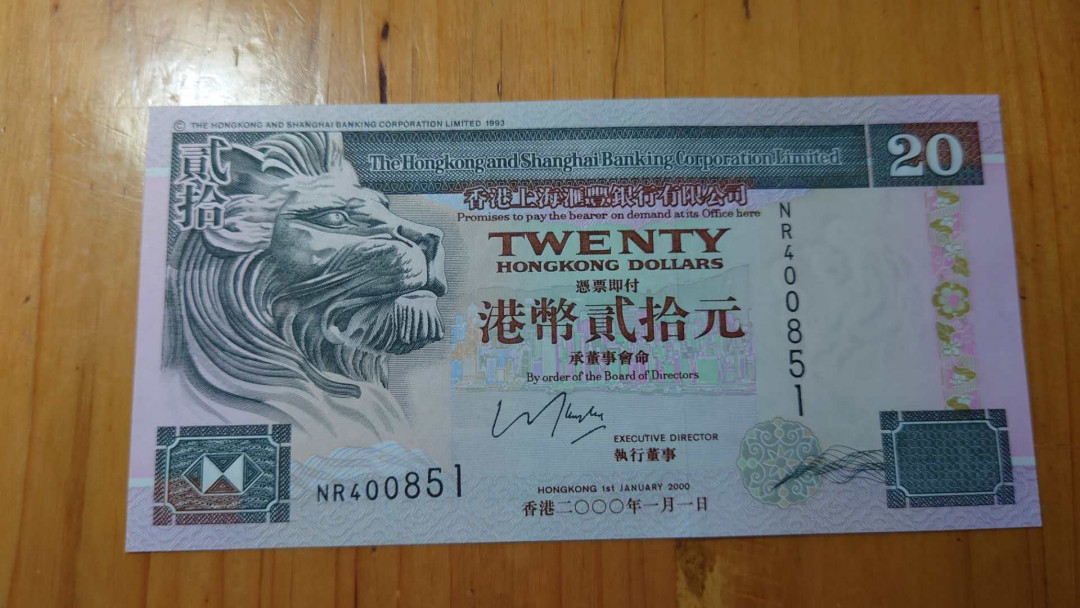 © THE HONGKONG AND SHANGHAI BANKING CORPORATION LIMITED 1993
貳拾
The Hongkong and Shanghai Banking Corporation Limited
20
香港上海滙豐銀行有限公司
Promises to pay the bearer on demand at its Office here
TWENTY
HONGKONG DOLLARS
憑票即付
港幣貳拾元
承董事會命
By order of the Board of Directors
NR400851
EXECUTIVE DIRECTOR
執行董事
NR400851
HONGKONG 1st JANUARY 2000
香港二〇〇〇年一月一日